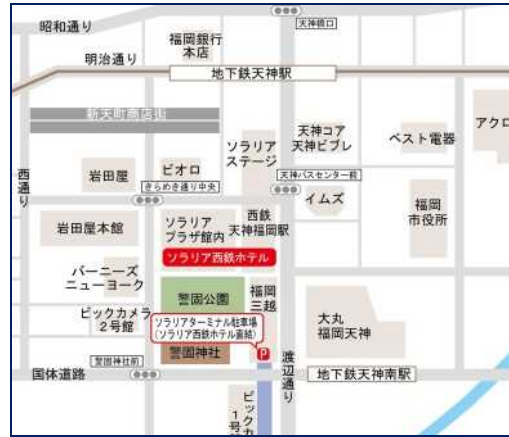 昭和通り
天神橋口
福岡銀行
本店
明治通り
地下鉄天神駅
新天町商店街
ソラリア
ステージ
天神コア
天神ビブレ
ベスト電器
アクロ
西通り
岩田屋
ビオロ
きらめき通り中央
天神バスセンター前
イムズ
福岡
市役所
岩田屋本館
ソラリア
プラザ館内
西鉄
天神福岡駅
ソラリア西鉄ホテル
バーニーズ
ニューヨーク
警固公園
福岡
三越
ビックカメラ
2号館
ソラリアターミナル駐車場
(ソラリア西鉄ホテル直結)
大丸
福岡天神
警固神社前
警固神社
P
渡辺通り
国体道路
地下鉄天神南駅
ビックカ
1号